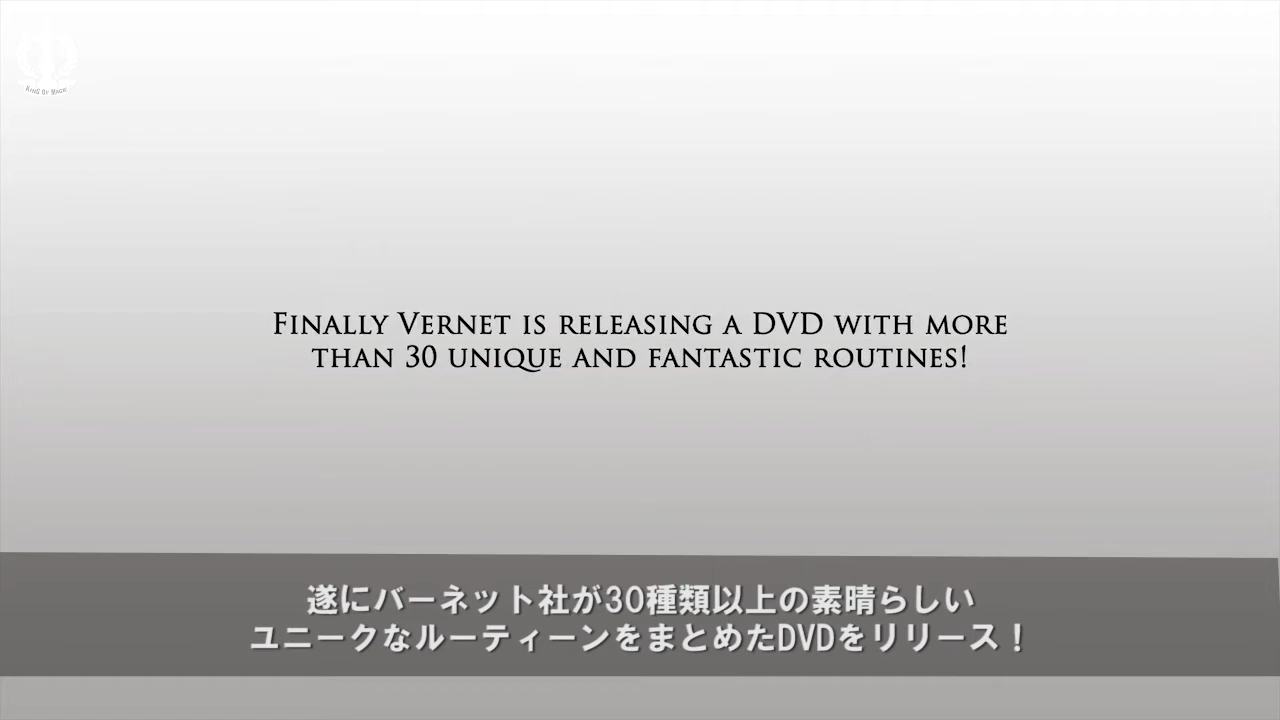 King Of Magic
Finally Vernet is releasing a DVD with more
than 30 unique and fantastic routines!
遂にバーネット社が30種類以上の素晴らしい
ユニークなルーティーンをまとめたDVDをリリース！